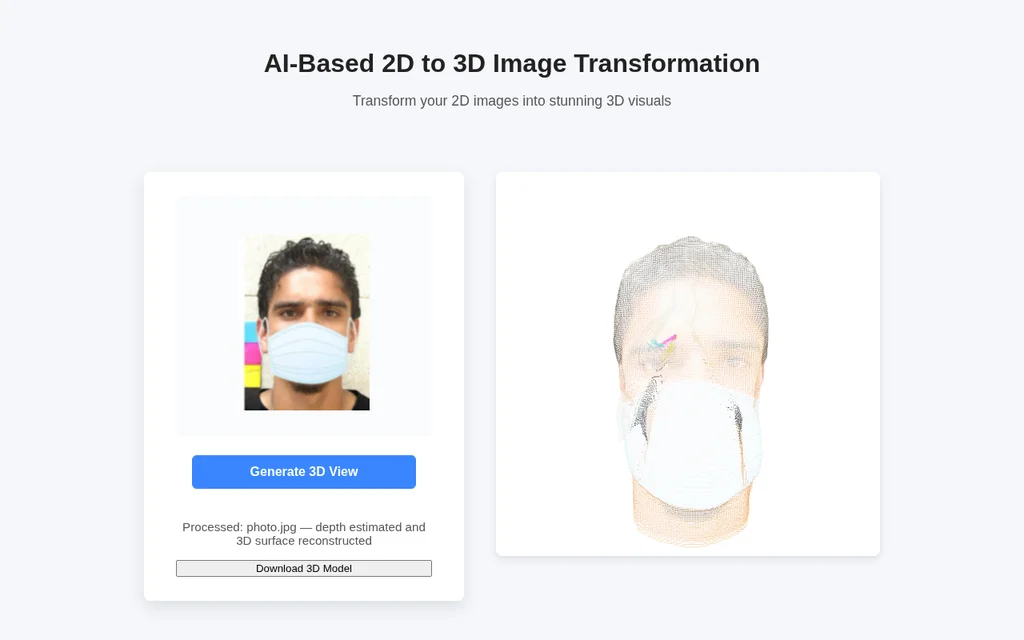 AI-Based 2D to 3D Image Transformation
Transform your 2D images into stunning 3D visuals
Generate 3D View
Processed: photo.jpg — depth estimated and
3D surface reconstructed
Download 3D Model